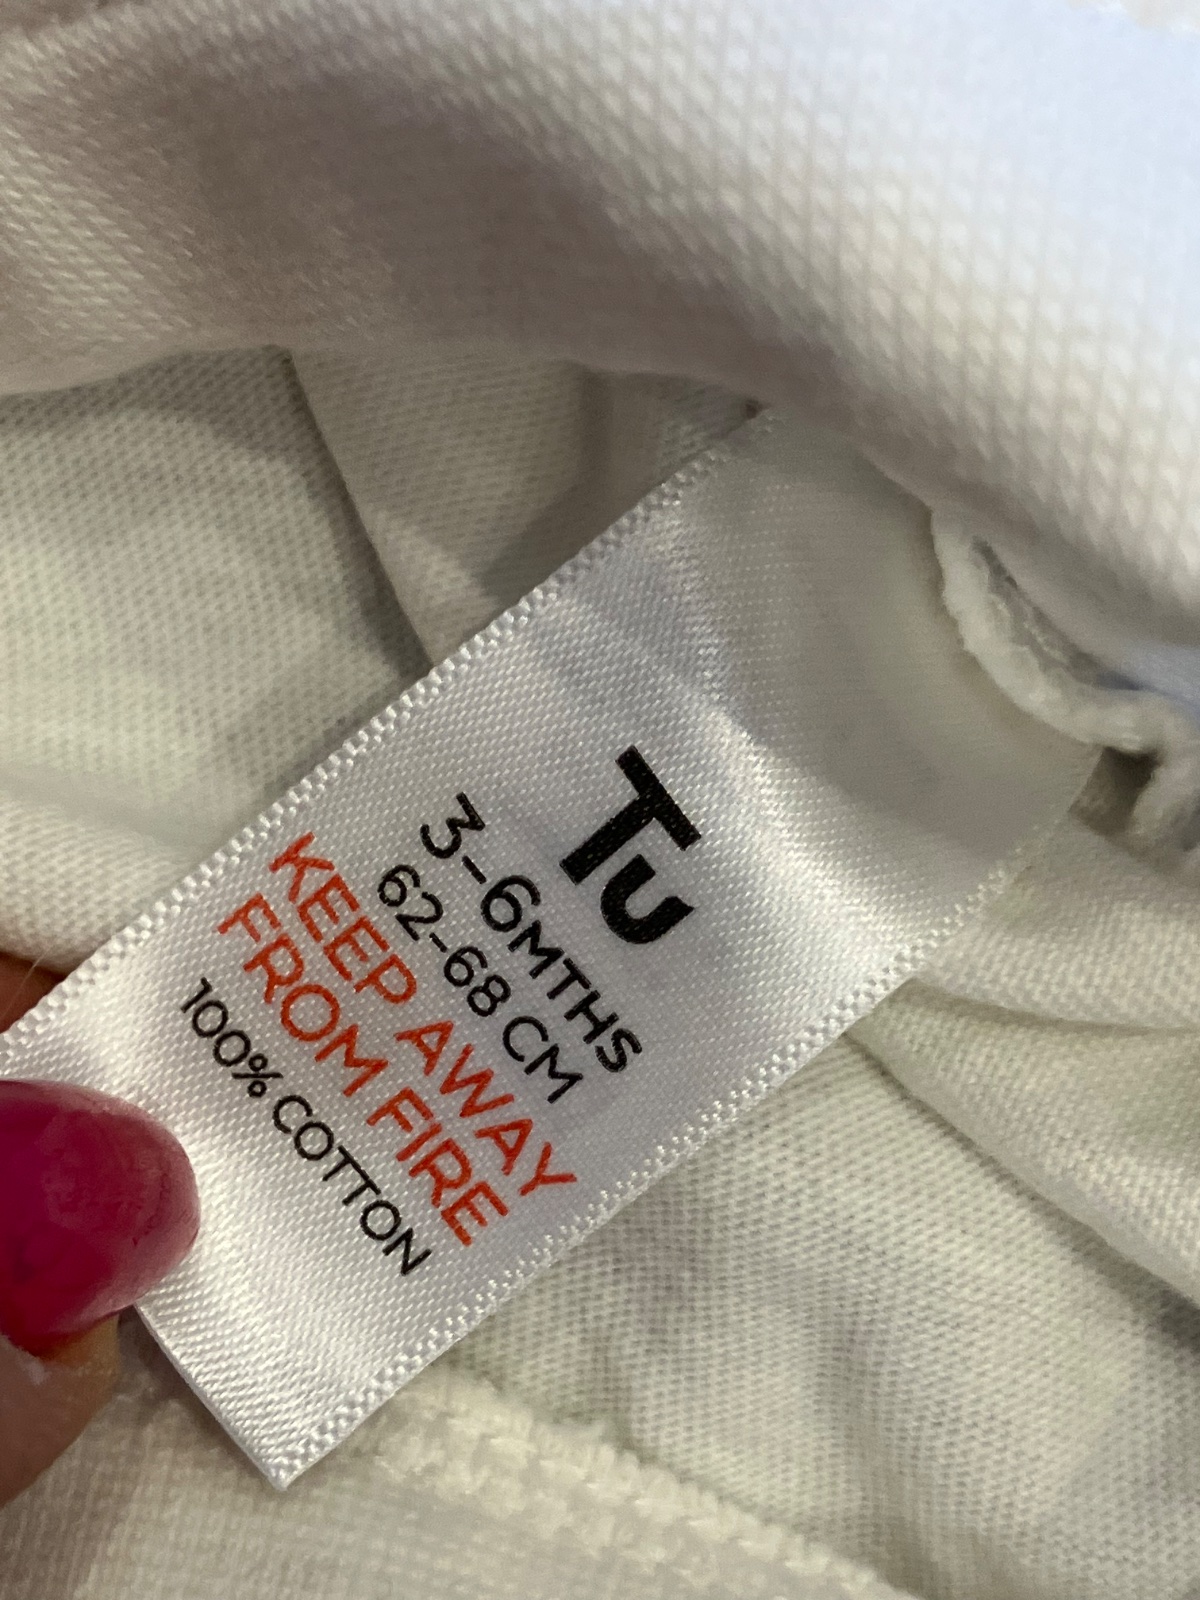 Tu
3-6MTHS
62-68 CM
KEEP AWAY
FROM FIRE
100% COTTON